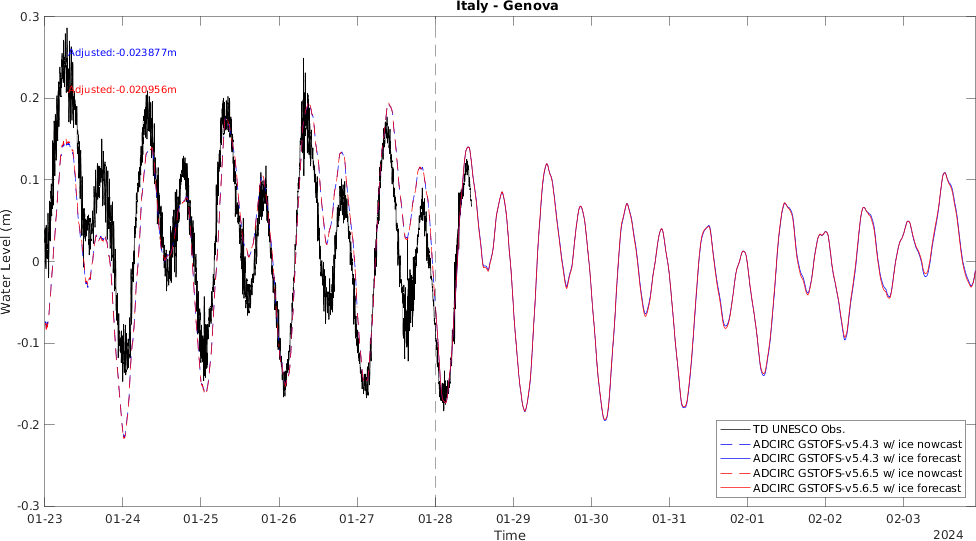 Italy - Genova
Adjusted:-0.023877m
Adjusted:-0.020956m
Water Level (m)
0.3
0.2
0.1
0
-0.1
-0.2
-0.3
TD UNESCO Obs.
ADCIRC GSTOFS-v5.4.3 w/ ice nowcast
ADCIRC GSTOFS-v5.4.3 w/ ice forecast
ADCIRC GSTOFS-v5.6.5 w/ ice nowcast
ADCIRC GSTOFS-v5.6.5 w/ ice forecast
01-23 01-24 01-25 01-26 01-27 01-28 01-29 01-30 01-31 02-01 02-02 02-03
Time
2024